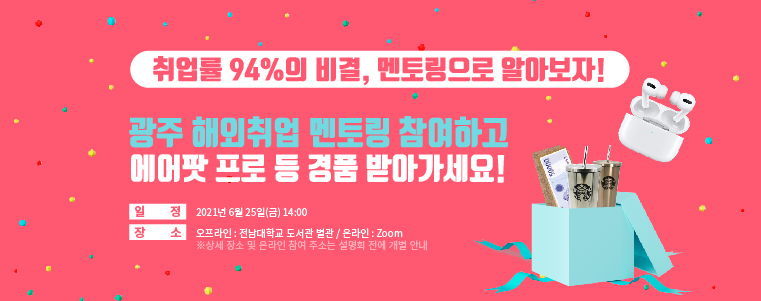 취업률 94%의 비결, 멘토링으로 알아보자!
광주 해외취업 멘토링 참여하고
에어팟 프로 등 경품 받아가세요!
일 정 2021년 6월 25일(금) 14:00
장 소 오프라인 : 전남대학교 도서관 별관 / 온라인 : Zoom
※상세 장소 및 온라인 참여 주소는 설명회 전에 개별 안내